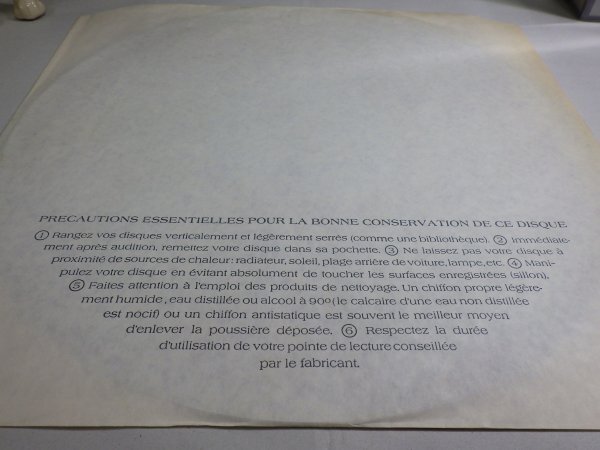 PRECAUTIONS ESSENTIELLES POUR LA BONNE CONSERVATION DE CE DISQUE
① Rangez vos disques verticalement et légèrement serrés (comme une bibliothèque). ② Immédiate-
ment après audition, remettez votre disque dans sa pochette. ③ Ne laissez pas votre disque à
proximité de sources de chaleur: radiateur, soleil, plage arrière de voiture, lampe, etc. ④ Mani-
pulez votre disque en évitant absolument de toucher les surfaces enregistrées (sillon).
⑤ Faites attention à l'emploi des produits de nettoyage. Un chiffon propre légère-
ment humide, eau distillée ou alcool à 90º (le calcaire d'une eau non distillée
est nocif) ou un chiffon antistatique est souvent le meilleur moyen
d'enlever la poussière déposée. ⑥ Respectez la durée
d'utilisation de votre pointe de lecture conseillée
par le fabricant.